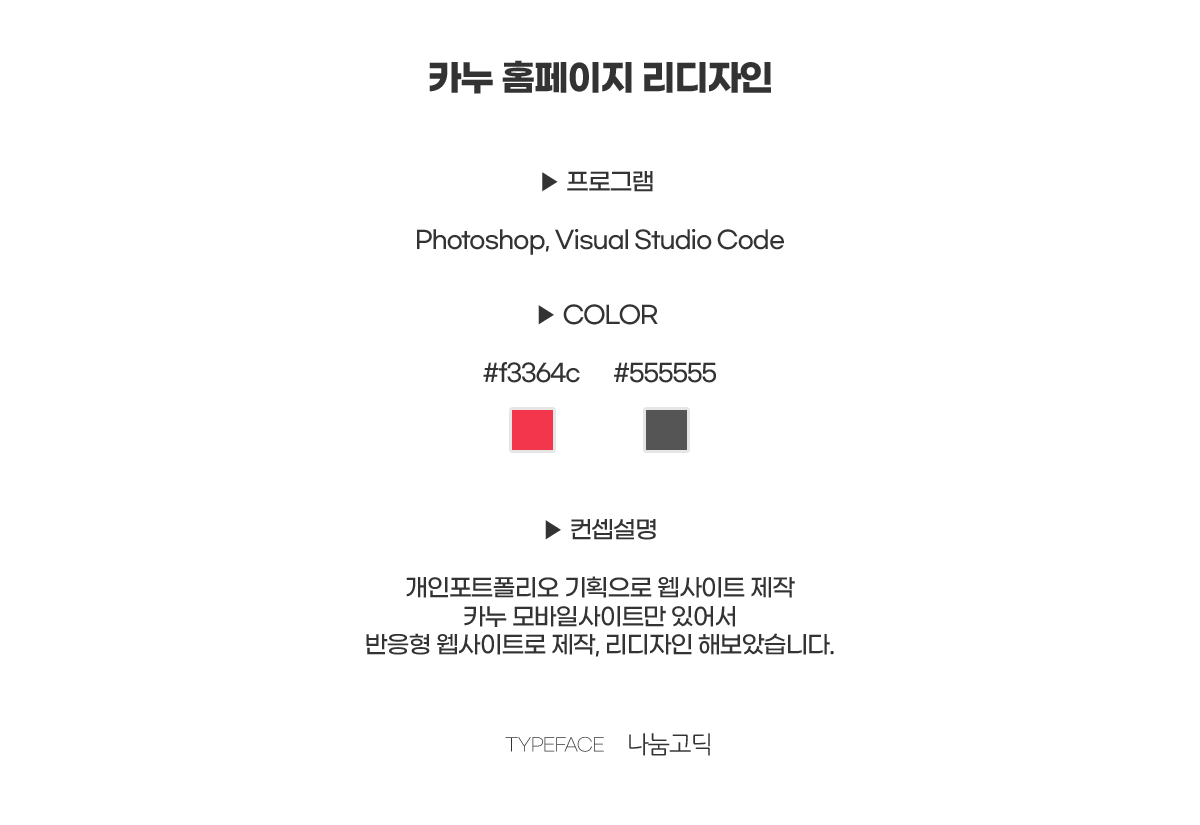 카누 홈페이지 리디자인
▶ 프로그램
Photoshop, Visual Studio Code
▶ COLOR
#f3364c #555555
▶ 컨셉설명
개인포트폴리오 기획으로 웹사이트 제작
카누 모바일사이트만 있어서
반응형 웹사이트로 제작, 리디자인 해보았습니다.
TYPEFACE 나눔고딕